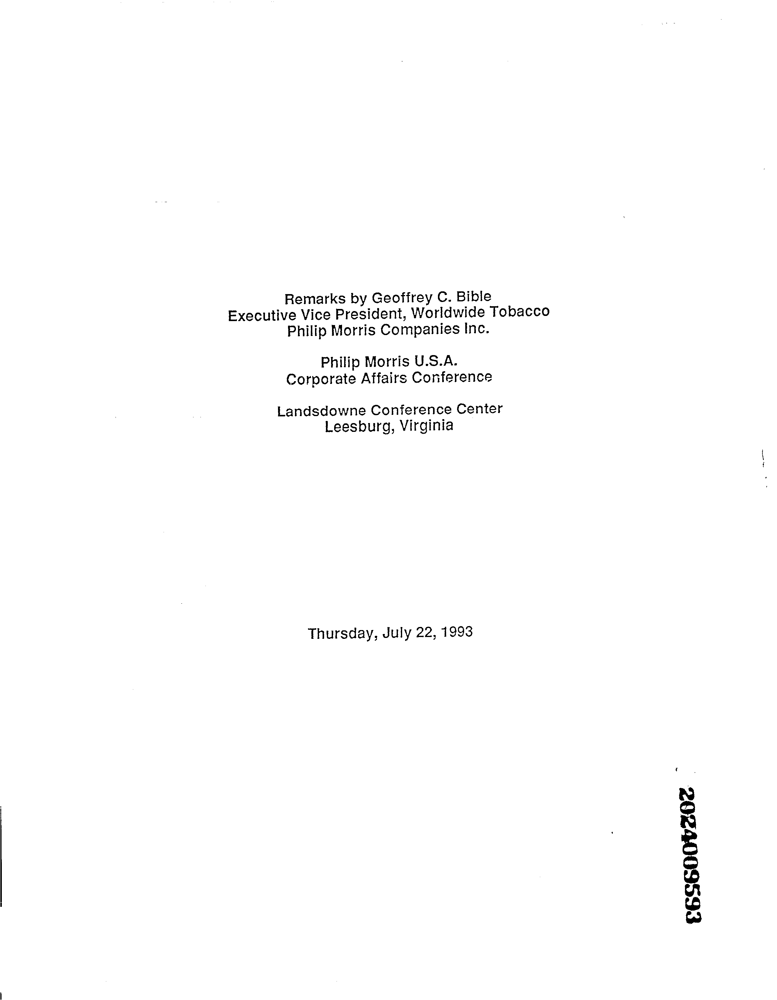 Remarks by Geoffrey C. Bible
Executive Vice President, Worldwide Tobacco
Philip Morris Companies Inc.
Philip Morris U.S.A.
Corporate Affairs Conference
Landsdowne Conference Center
Leesburg, Virginia
Thursday, July 22, 1993
2024009593